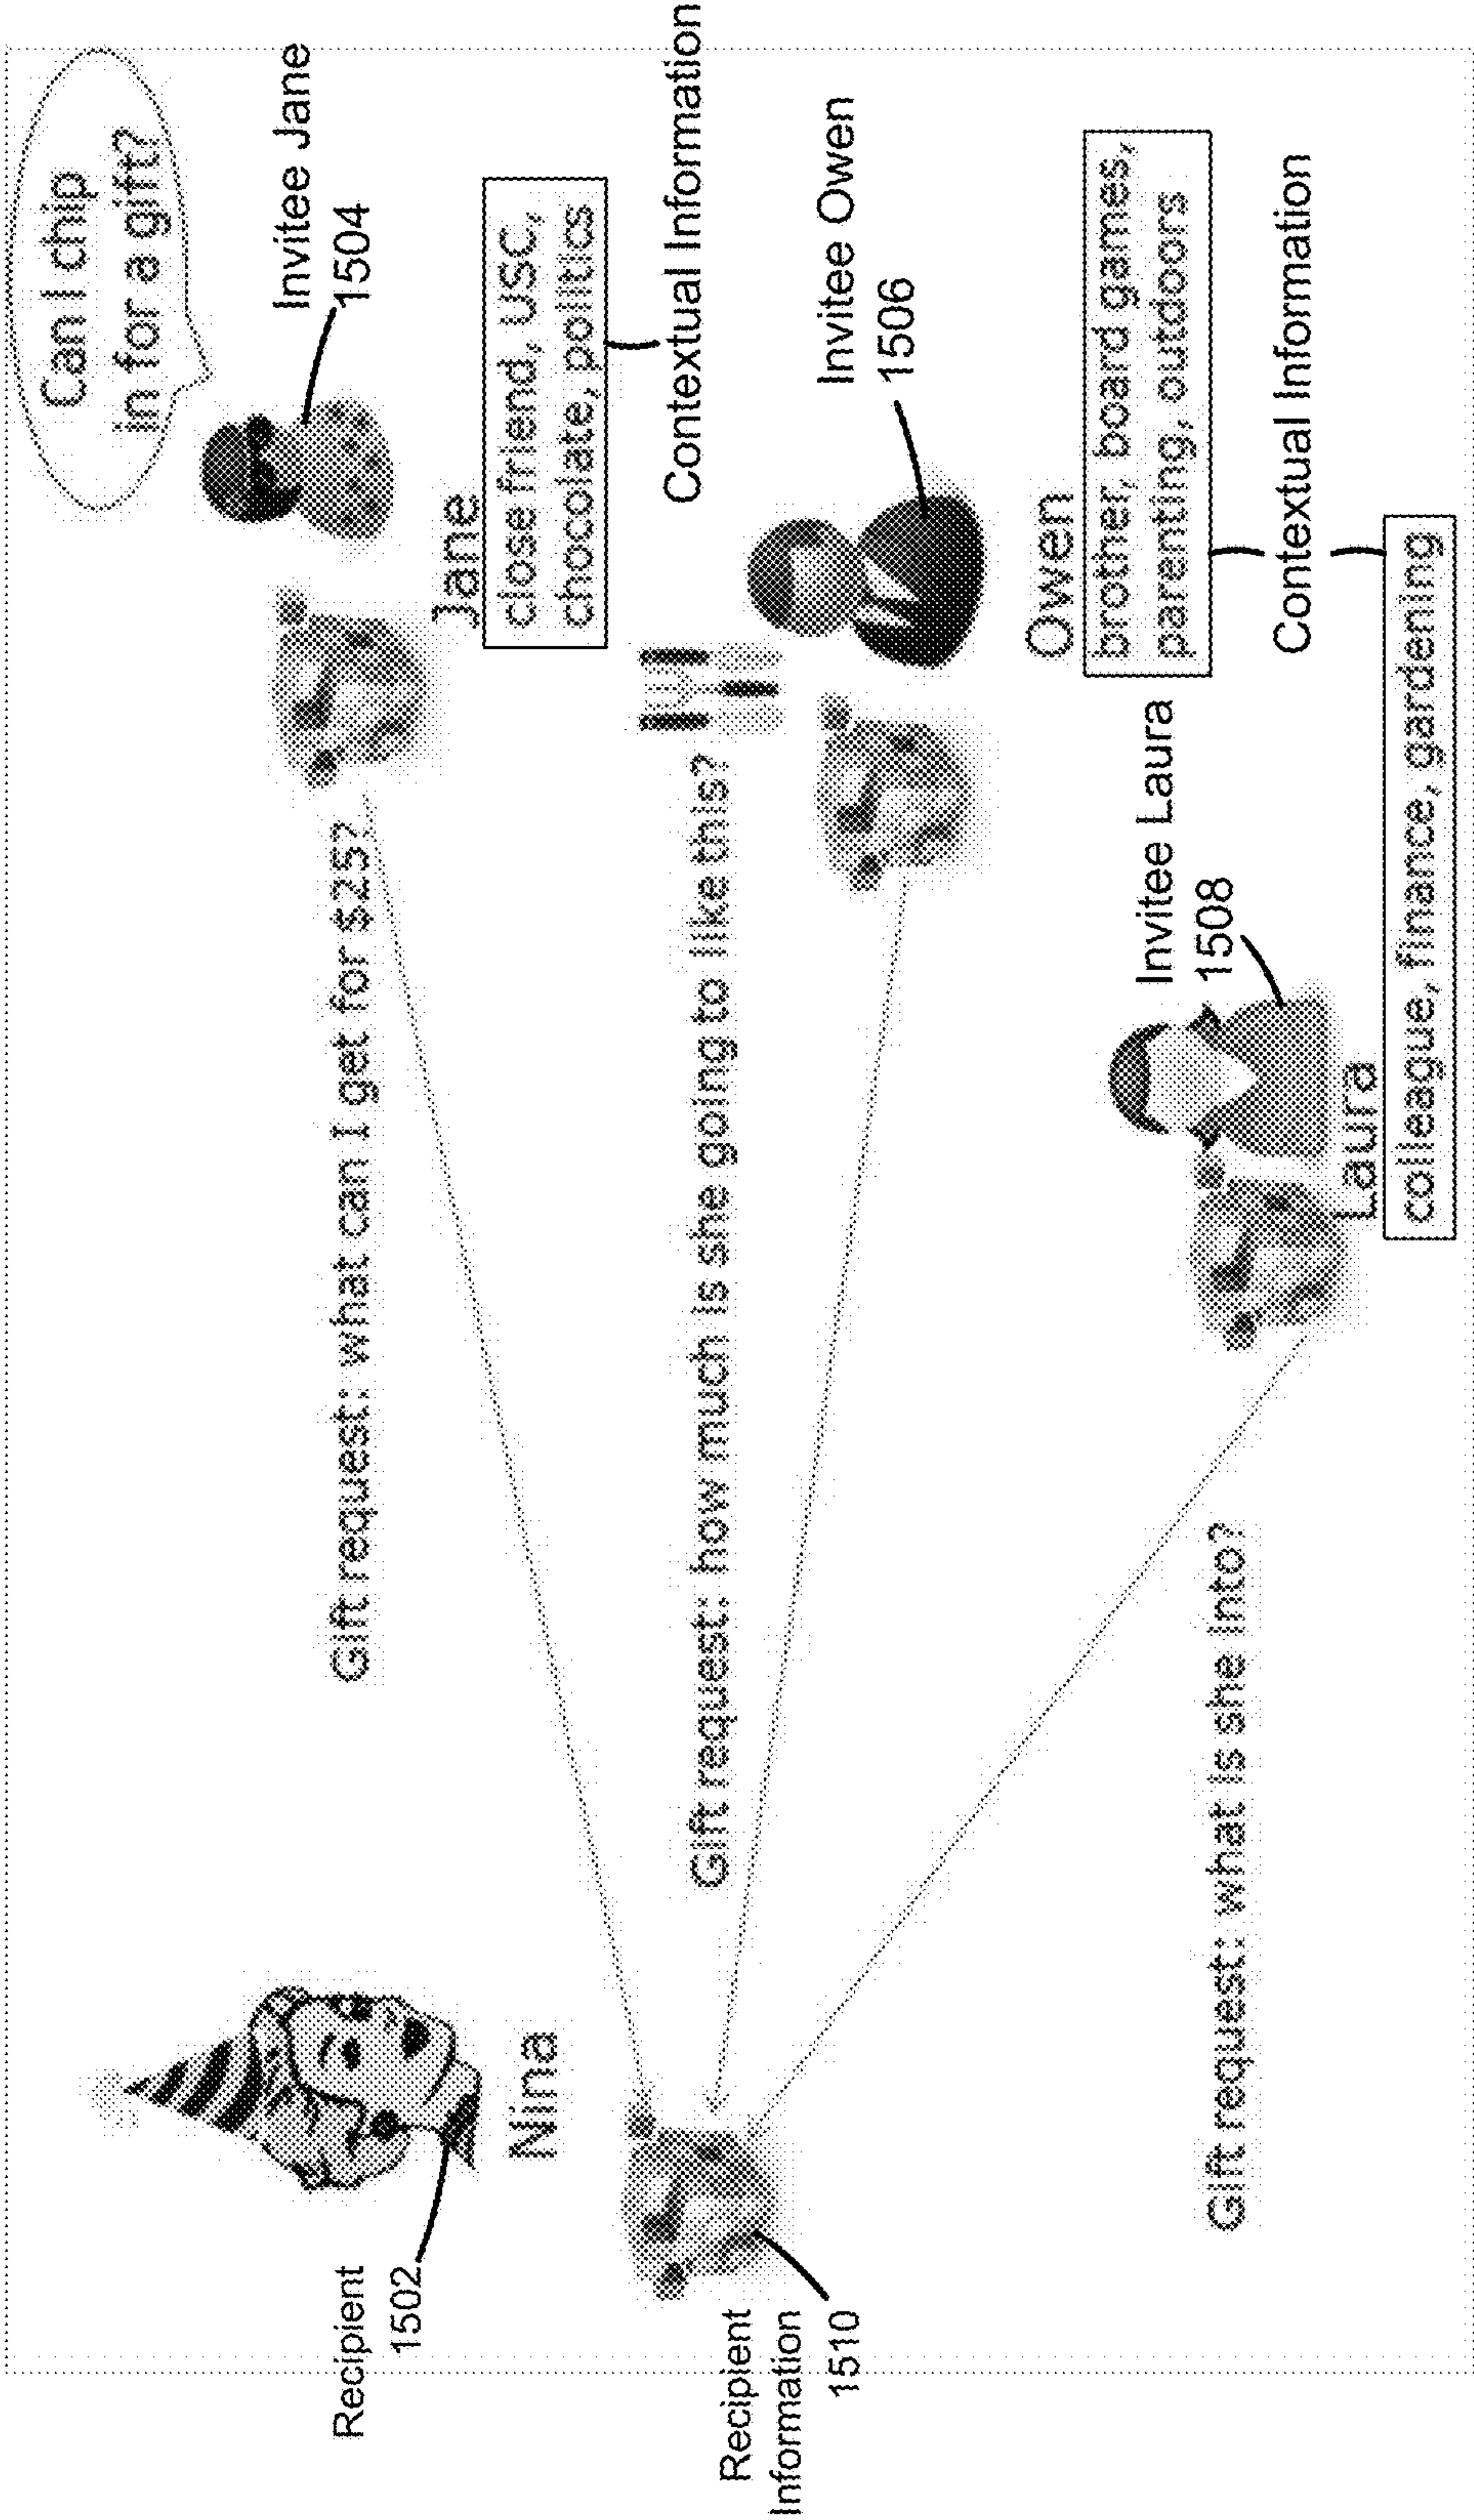 Can I chip
in for a gift?
Recipient
1502
Nina
Gift request: what can I get for $25?
Invitee Jane
1504
Jane
close friend, USC,
chocolate, politics
Contextual Information
Recipient
Information
1510
Gift request: how much is she going to like this?
Invitee Owen
1506
Owen
brother, board games,
parenting, outdoors
Contextual Information
Gift request: what is she into?
Invitee Laura
1508
Laura
colleague, finance, gardening